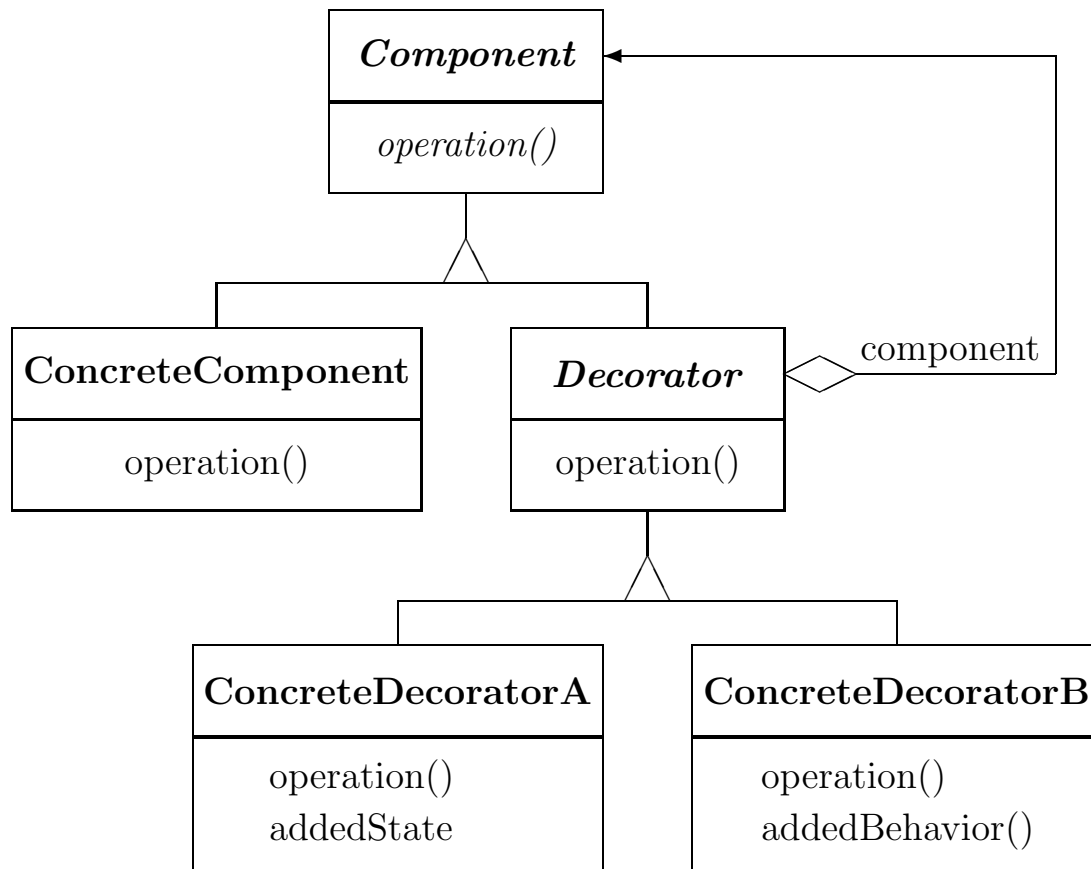 Component
operation()
ConcreteComponent
operation()
Decorator
operation()
component
ConcreteDecoratorA
operation()
addedState
ConcreteDecoratorB
operation()
addedBehavior()